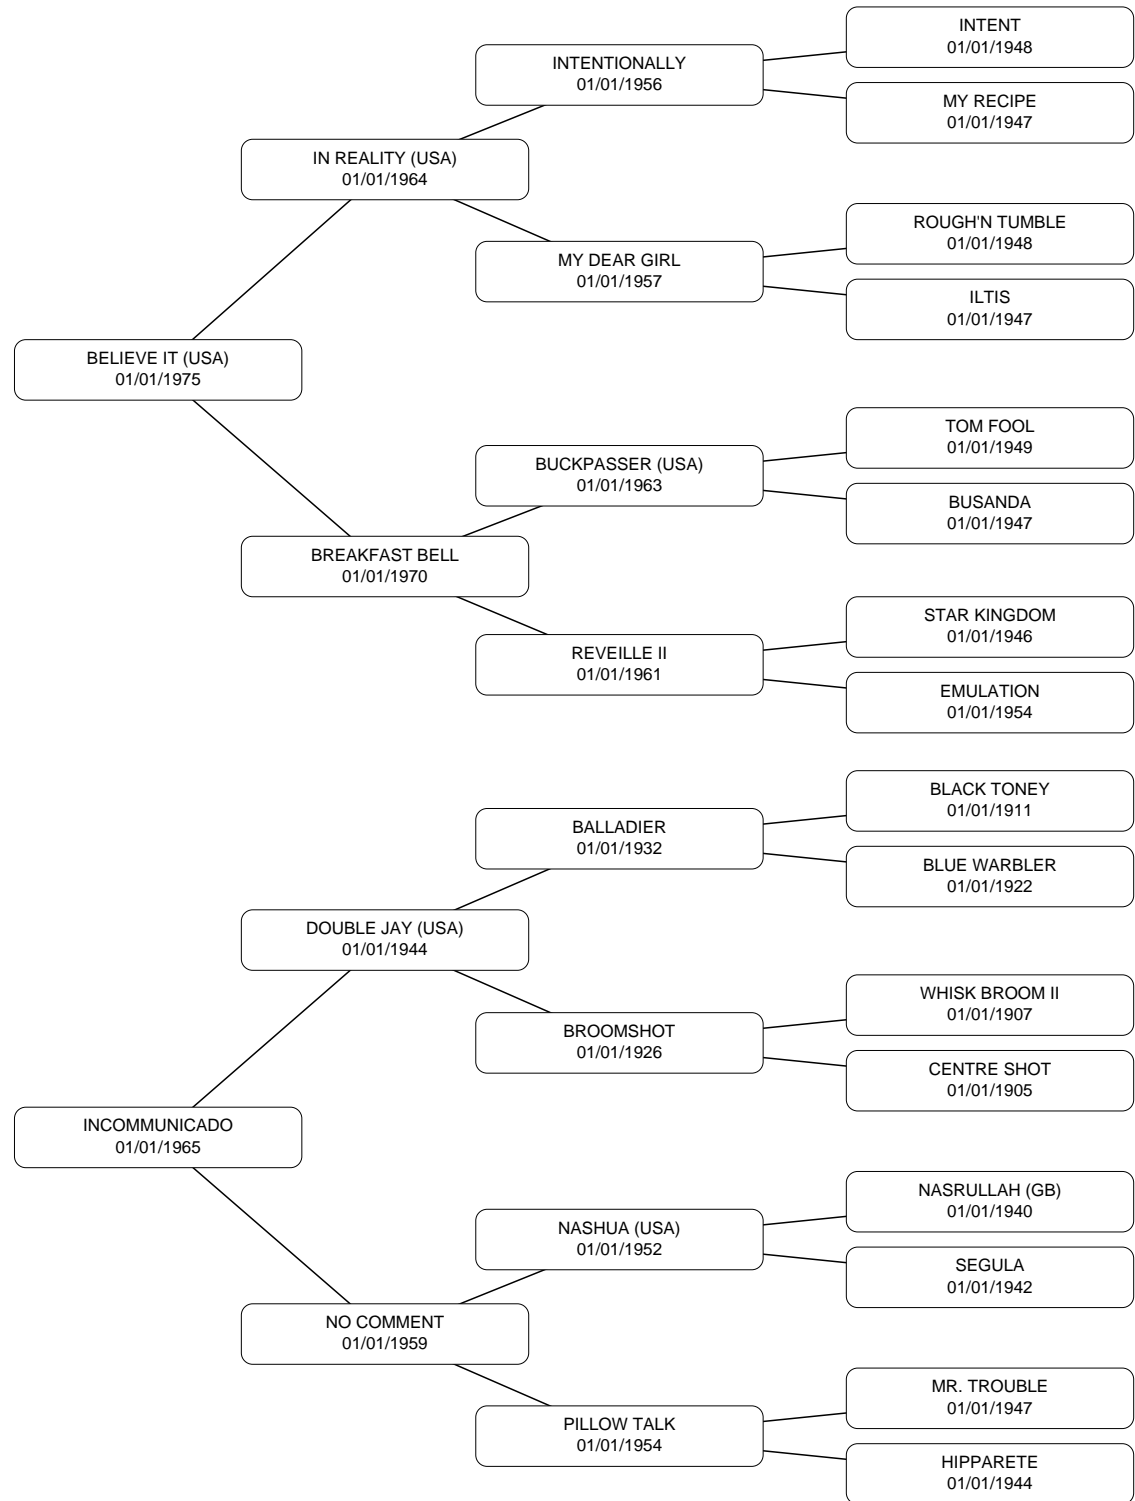 INTENT
01/01/1948
INTENTIONALLY
01/01/1956
MY RECIPE
01/01/1947
IN REALITY (USA)
01/01/1964
ROUGH'N TUMBLE
01/01/1948
MY DEAR GIRL
01/01/1957
ILTIS
01/01/1947
BELIEVE IT (USA)
01/01/1975
TOM FOOL
01/01/1949
BUCKPASSER (USA)
01/01/1963
BUSANDA
01/01/1947
BREAKFAST BELL
01/01/1970
STAR KINGDOM
01/01/1946
REVEILLE II
01/01/1961
EMULATION
01/01/1954
BLACK TONEY
01/01/1911
BALLADIER
01/01/1932
BLUE WARBLER
01/01/1922
DOUBLE JAY (USA)
01/01/1944
WHISK BROOM II
01/01/1907
BROOMSHOT
01/01/1926
CENTRE SHOT
01/01/1905
INCOMMUNICADO
01/01/1965
NASRULLAH (GB)
01/01/1940
NASHUA (USA)
01/01/1952
SEGULA
01/01/1942
NO COMMENT
01/01/1959
MR. TROUBLE
01/01/1947
PILLOW TALK
01/01/1954
HIPPARETE
01/01/1944